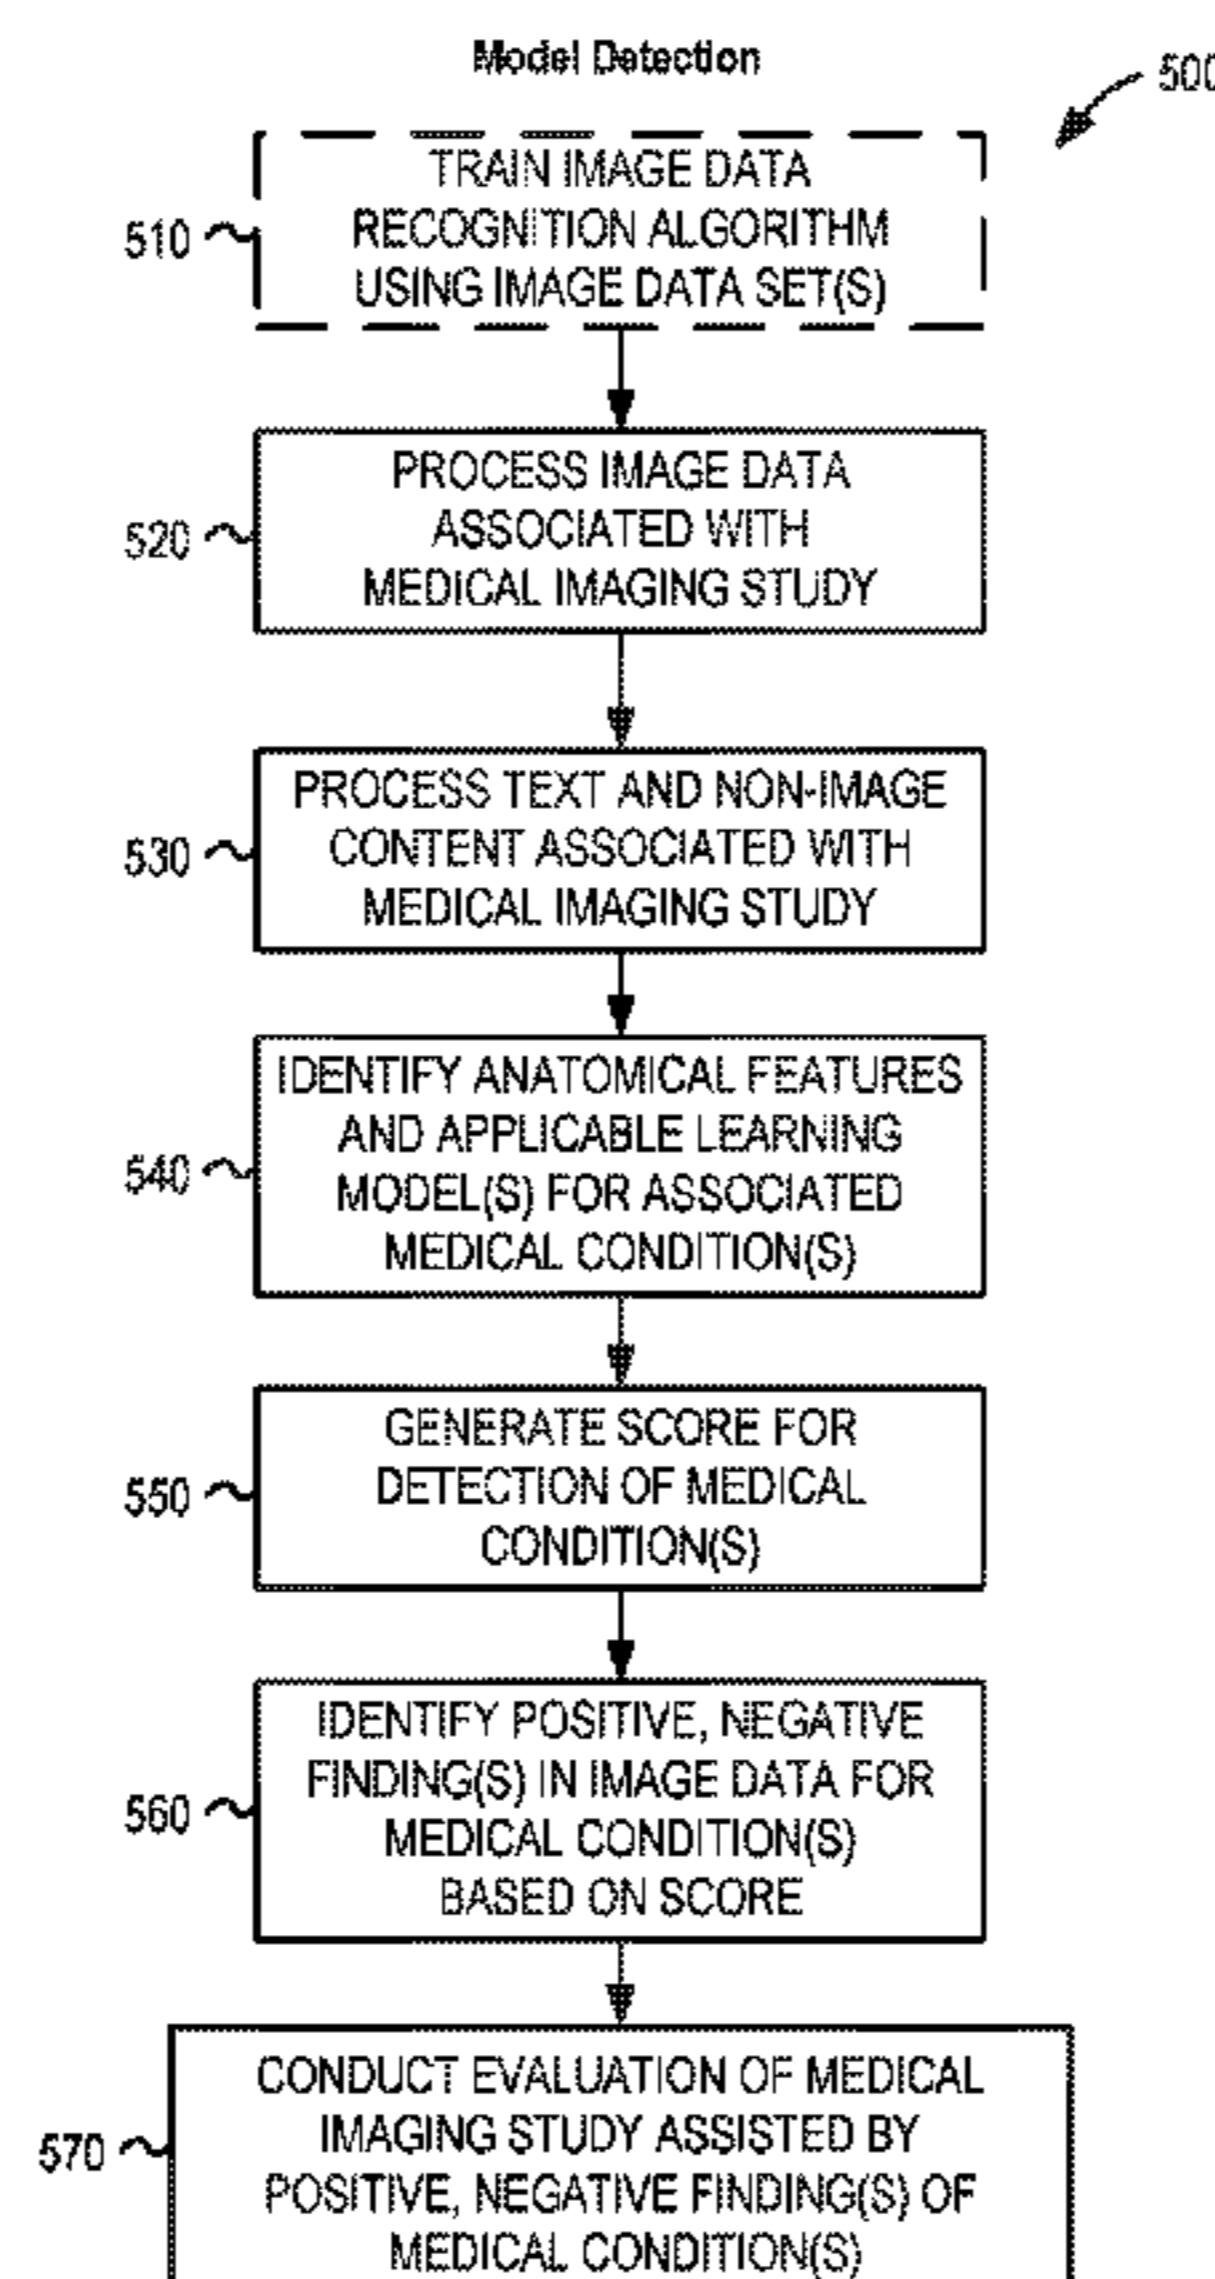 Model Detection
500
TRAIN IMAGE DATA
RECOGNITION ALGORITHM
USING IMAGE DATA SET(S)
510
PROCESS IMAGE DATA
ASSOCIATED WITH
MEDICAL IMAGING STUDY
520
PROCESS TEXT AND NON-IMAGE
CONTENT ASSOCIATED WITH
MEDICAL IMAGING STUDY
530
IDENTIFY ANATOMICAL FEATURES
AND APPLICABLE LEARNING
MODEL(S) FOR ASSOCIATED
MEDICAL CONDITION(S)
540
GENERATE SCORE FOR
DETECTION OF MEDICAL
CONDITION(S)
550
IDENTIFY POSITIVE, NEGATIVE
FINDING(S) IN IMAGE DATA FOR
MEDICAL CONDITION(S)
BASED ON SCORE
560
CONDUCT EVALUATION OF MEDICAL
IMAGING STUDY ASSISTED BY
POSITIVE, NEGATIVE FINDING(S) OF
MEDICAL CONDITION(S)
570